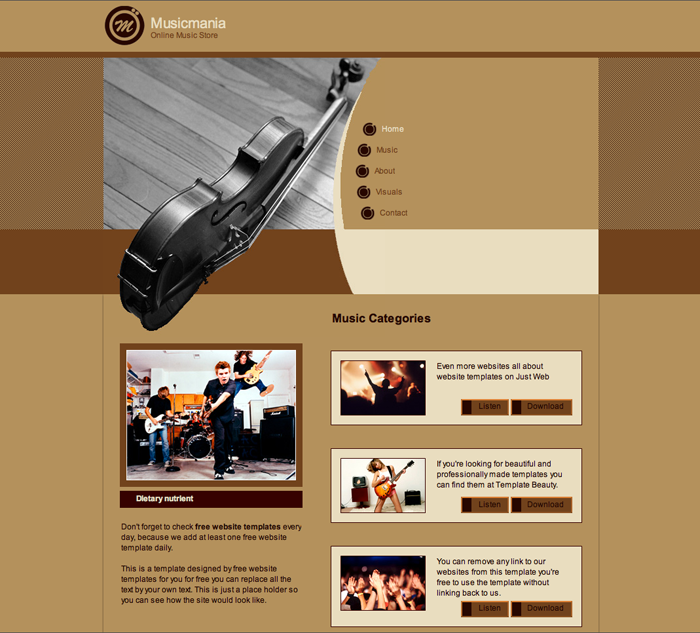 Musicmania
Online Music Store
Home
Music
About
Visuals
Contact
Music Categories
Even more websites all about
website templates on Just Web
Listen
Download
If you're looking for beautiful and
professionally made templates you
can find them at Template Beauty.
Listen
Download
You can remove any link to our
websites from this template you're
free to use the template without
linking back to us.
Listen
Download
Dietary nutrient
Don't forget to check free website templates every
day, because we add at least one free website
template daily.
This is a template designed by free website
templates for you for free you can replace all the
text by your own text. This is just a place holder so
you can see how the site would look like.